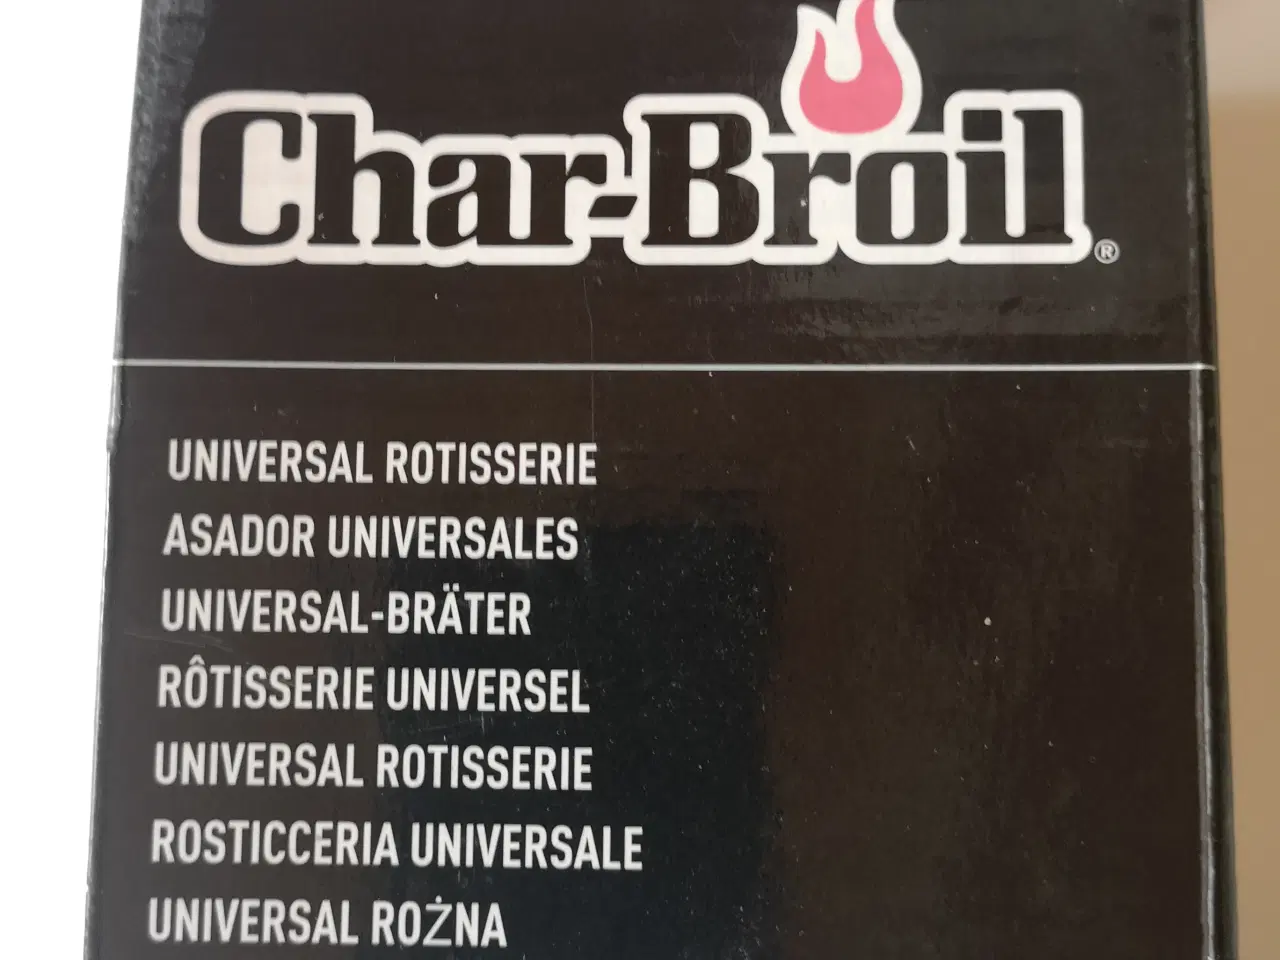 Char-Broil®
UNIVERSAL ROTISSERIE
ASADOR UNIVERSALES
UNIVERSAL-BRÄTER
RÔTISSERIE UNIVERSEL
UNIVERSAL ROTISSERIE
ROSTICCERIA UNIVERSALE
UNIVERSAL ROŻNA